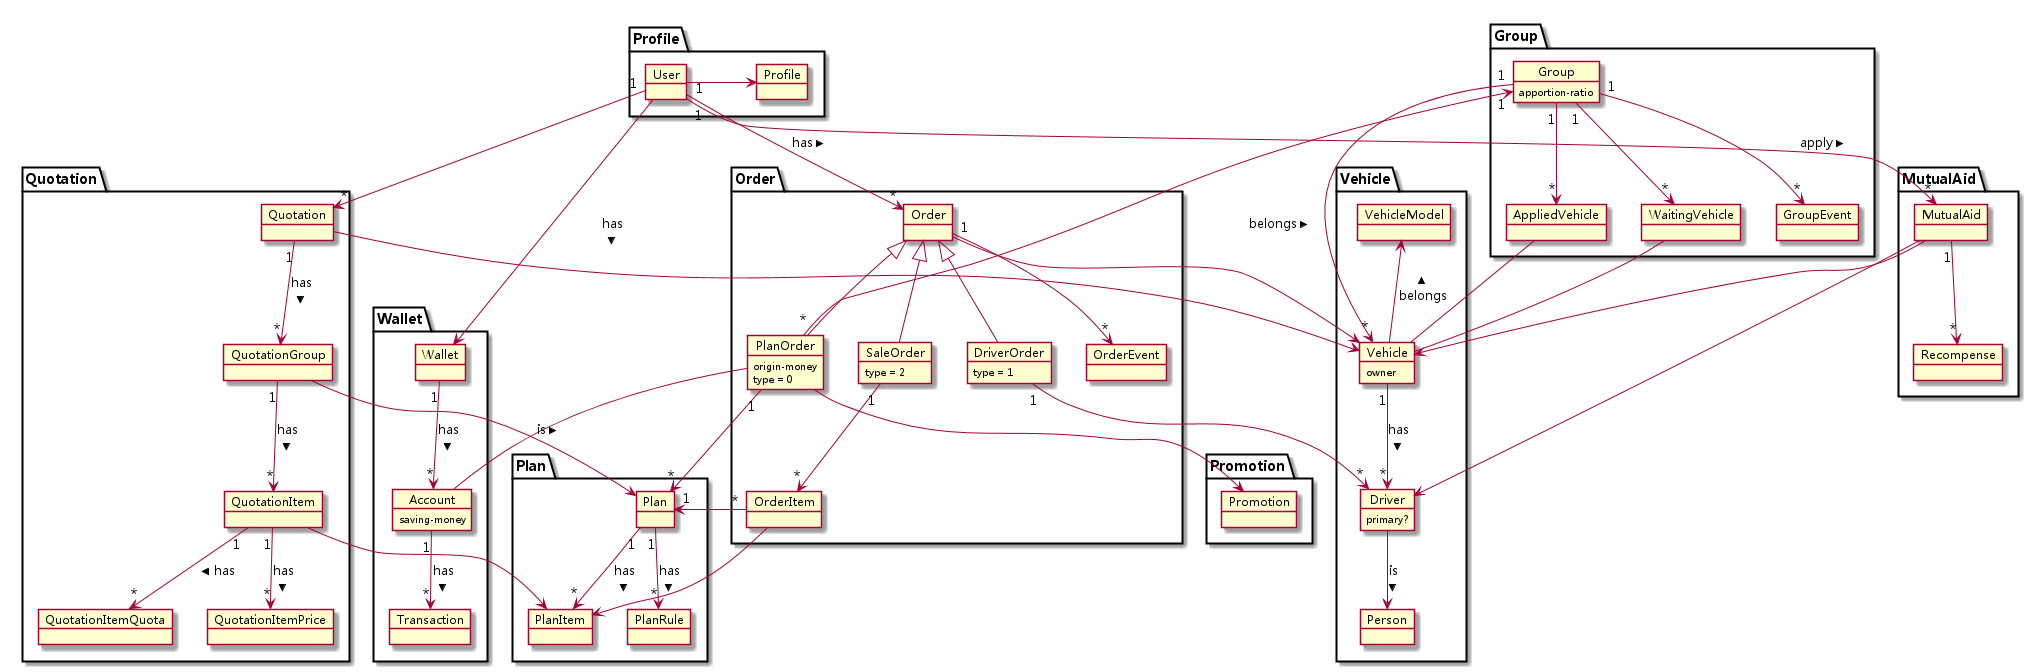 Profile
User
Profile
1
1
1
Group
Group
apportion-ratio
1
1
1
1
1
apply ►
has ►
belongs ►
has
▼
Quotation
Quotation
*
1
has
▼
*
QuotationGroup
1
has
▼
*
QuotationItem
1
1
◄ has
has
▼
*
*
QuotationItemQuota
QuotationItemPrice
Wallet
Wallet
1
has
▼
*
Account
saving-money
1
has
▼
*
Transaction
is ►
Plan
*
Plan
1
1
1
has
▼
has
▼
*
*
PlanItem
PlanRule
Order
*
Order
1
*
*
PlanOrder
origin-money
type = 0
SaleOrder
type = 2
DriverOrder
type = 1
OrderEvent
1
1
1
*
*
OrderItem
Promotion
Promotion
Vehicle
VehicleModel
▲
belongs
*
Vehicle
owner
1
has
▼
*
*
Driver
primary?
is
▼
Person
*
*
*
AppliedVehicle
WaitingVehicle
GroupEvent
MutualAid
*
MutualAid
1
*
Recompense